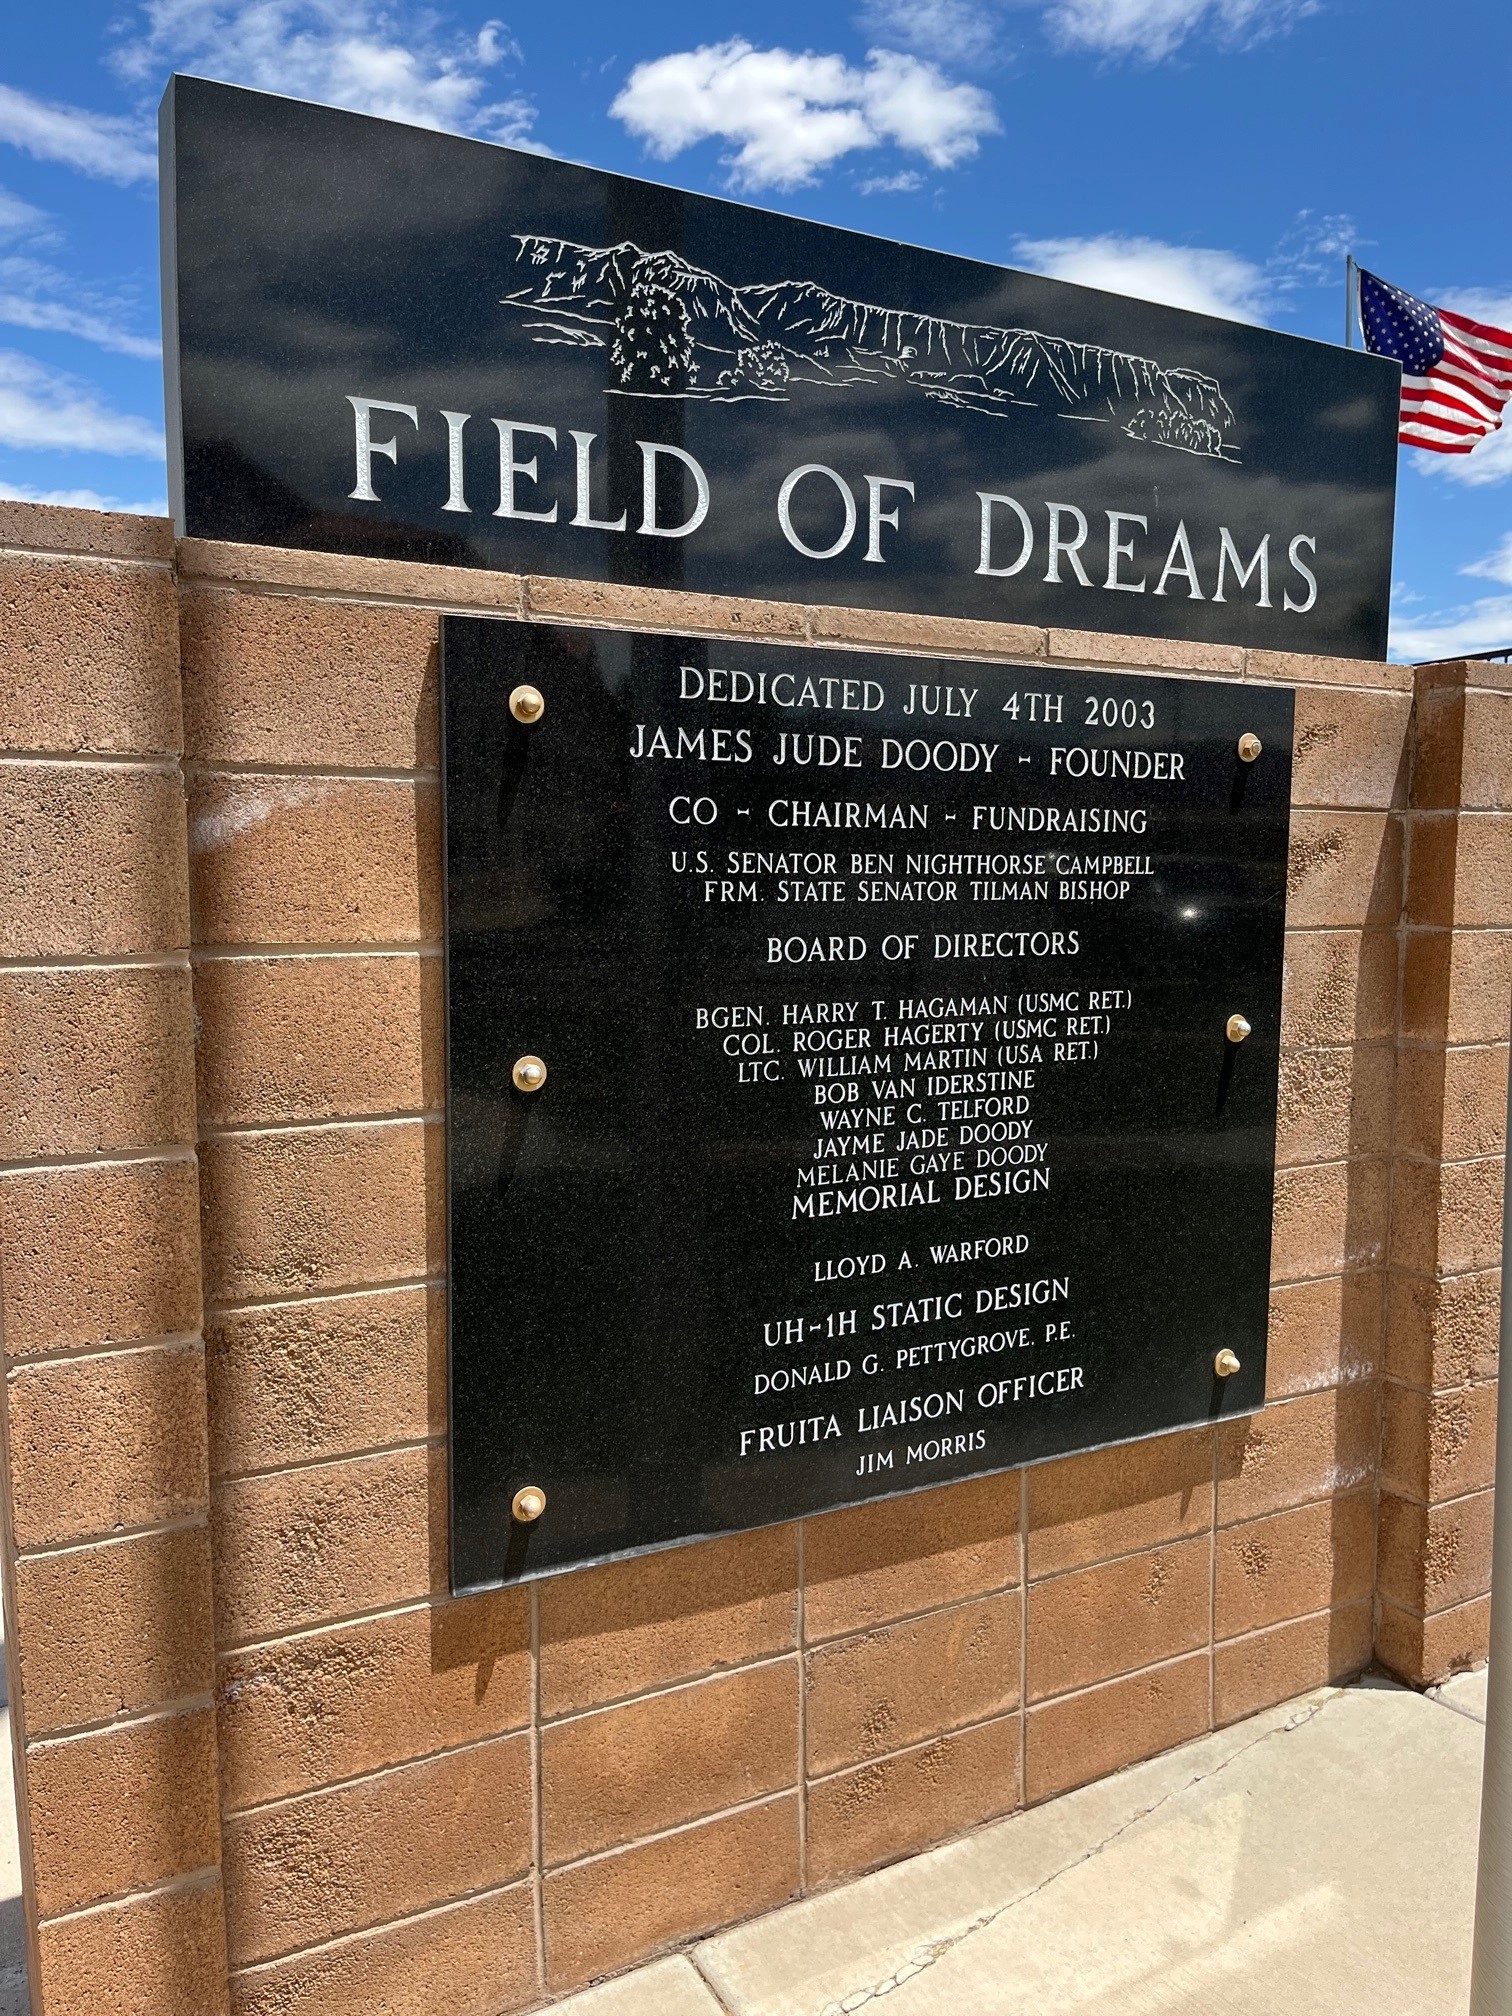 FIELD OF DREAMS
DEDICATED JULY 4TH 2003
JAMES JUDE DOODY - FOUNDER
CO - CHAIRMAN - FUNDRAISING
U.S. SENATOR BEN NIGHTHORSE CAMPBELL
FRM. STATE SENATOR TILMAN BISHOP
BOARD OF DIRECTORS
BGEN. HARRY T. HAGAMAN (USMC RET.)
COL. ROGER HAGERTY (USMC RET.)
LTC. WILLIAM MARTIN (USA RET.)
BOB VAN IDERSTINE
WAYNE C. TELFORD
JAYME JADE DOODY
MELANIE GAYE DOODY
MEMORIAL DESIGN
LLOYD A. WARFORD
UH-1H STATIC DESIGN
DONALD G. PETTYGROVE, P.E.
FRUITA LIAISON OFFICER
JIM MORRIS